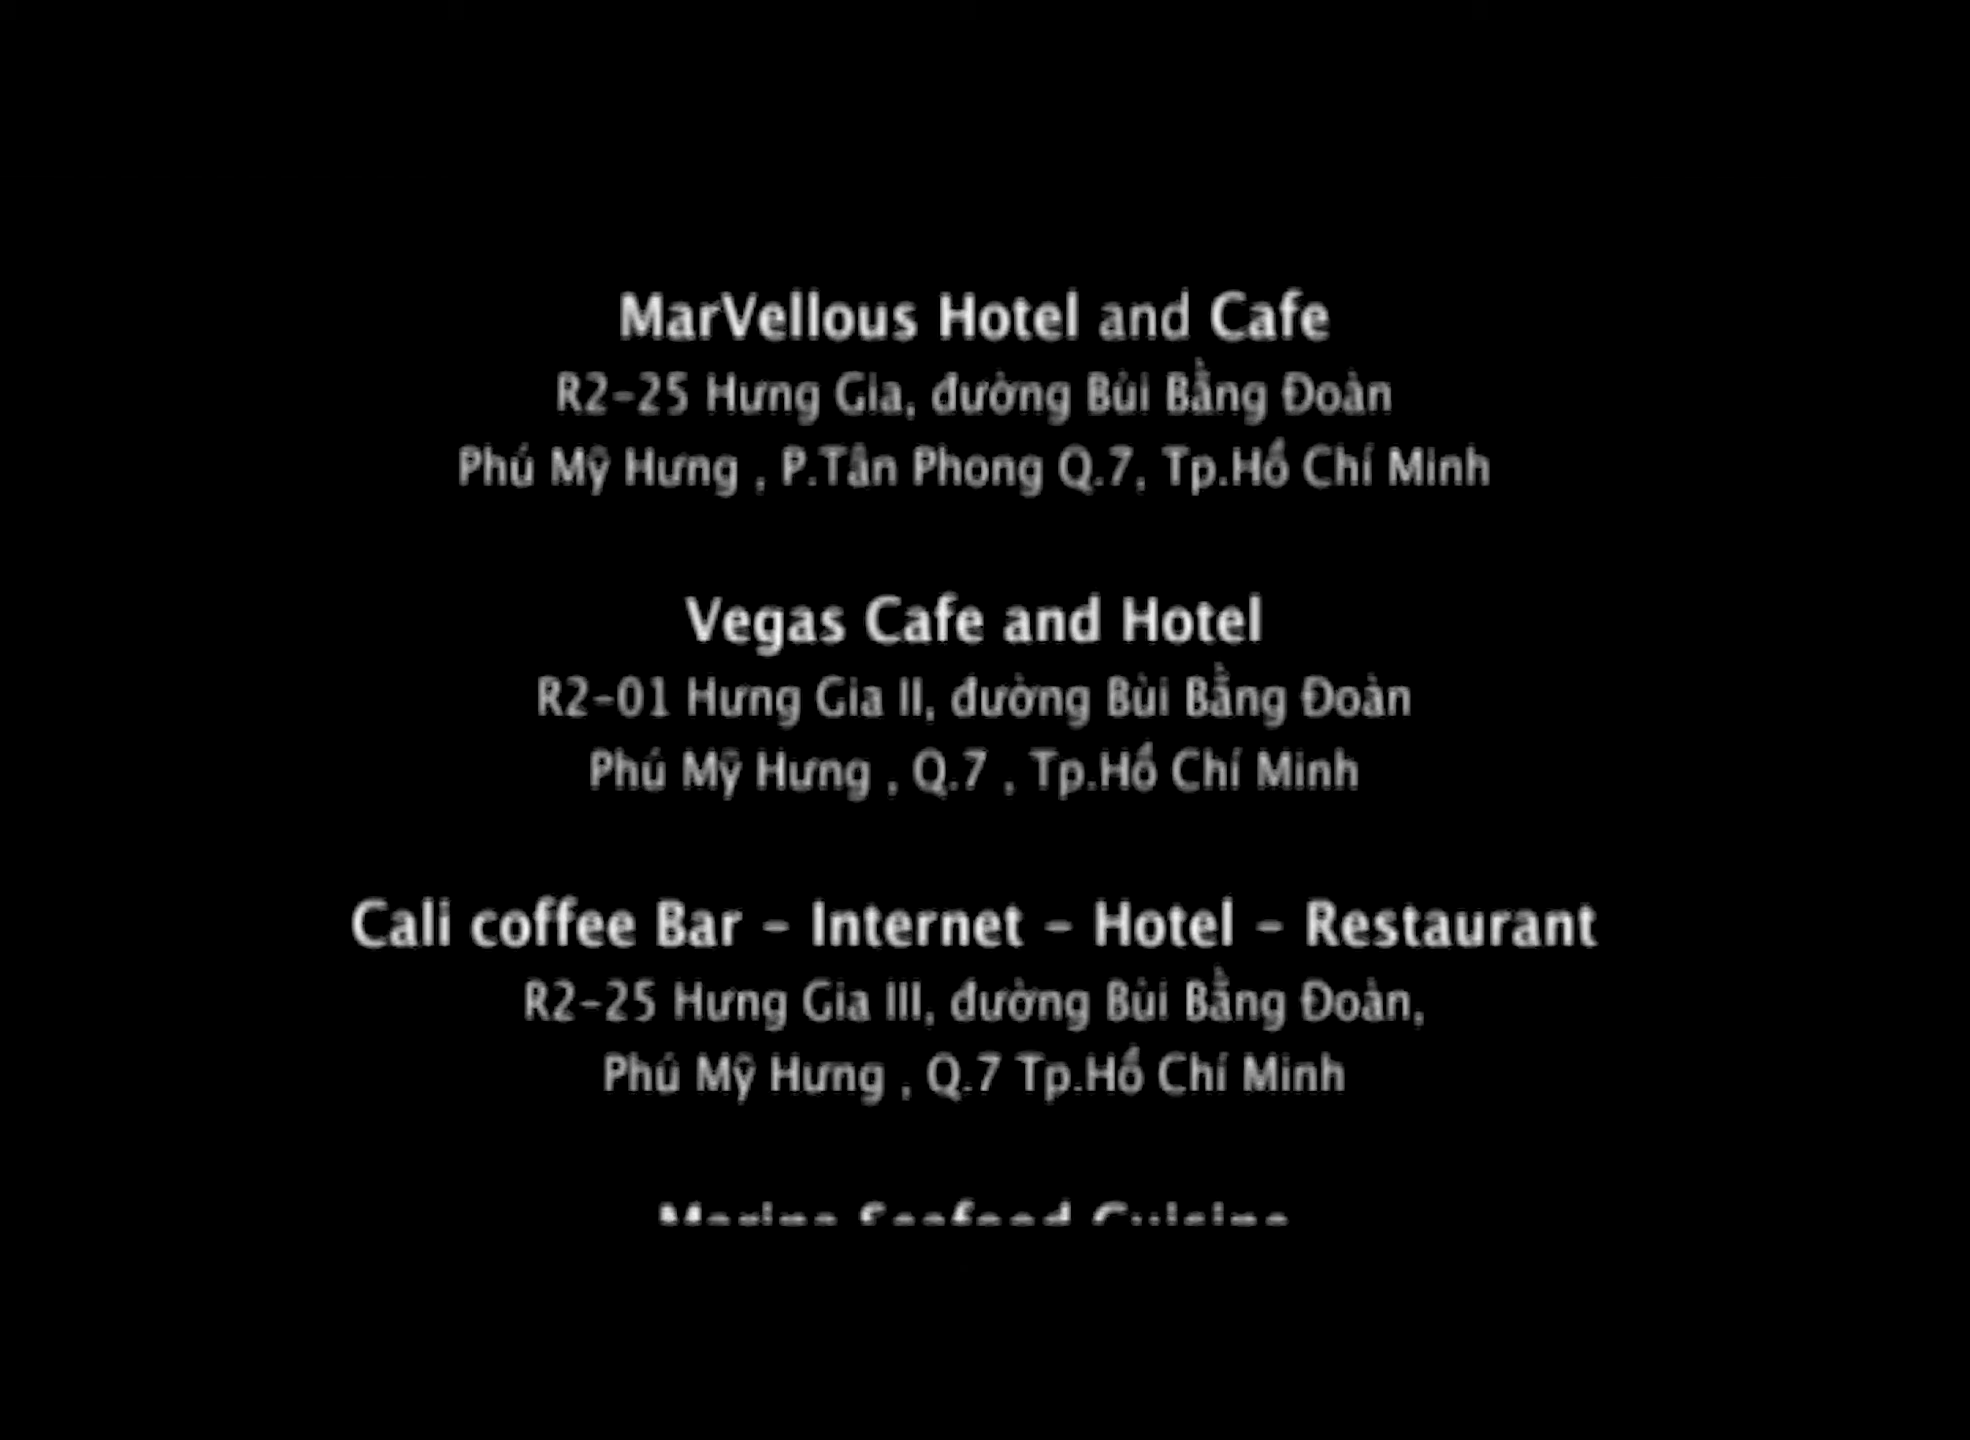 MarVellous Hotel and Cafe
R2-25 Hưng Gia, đường Bùi Bằng Đoàn
Phú Mỹ Hưng , P.Tân Phong Q.7, Tp.Hồ Chí Minh
Vegas Cafe and Hotel
R2-01 Hưng Gia II, đường Bùi Bằng Đoàn
Phú Mỹ Hưng , Q.7 , Tp.Hồ Chí Minh
Cali coffee Bar - Internet - Hotel - Restaurant
R2-25 Hưng Gia III, đường Bùi Bằng Đoàn,
Phú Mỹ Hưng , Q.7 Tp.Hồ Chí Minh